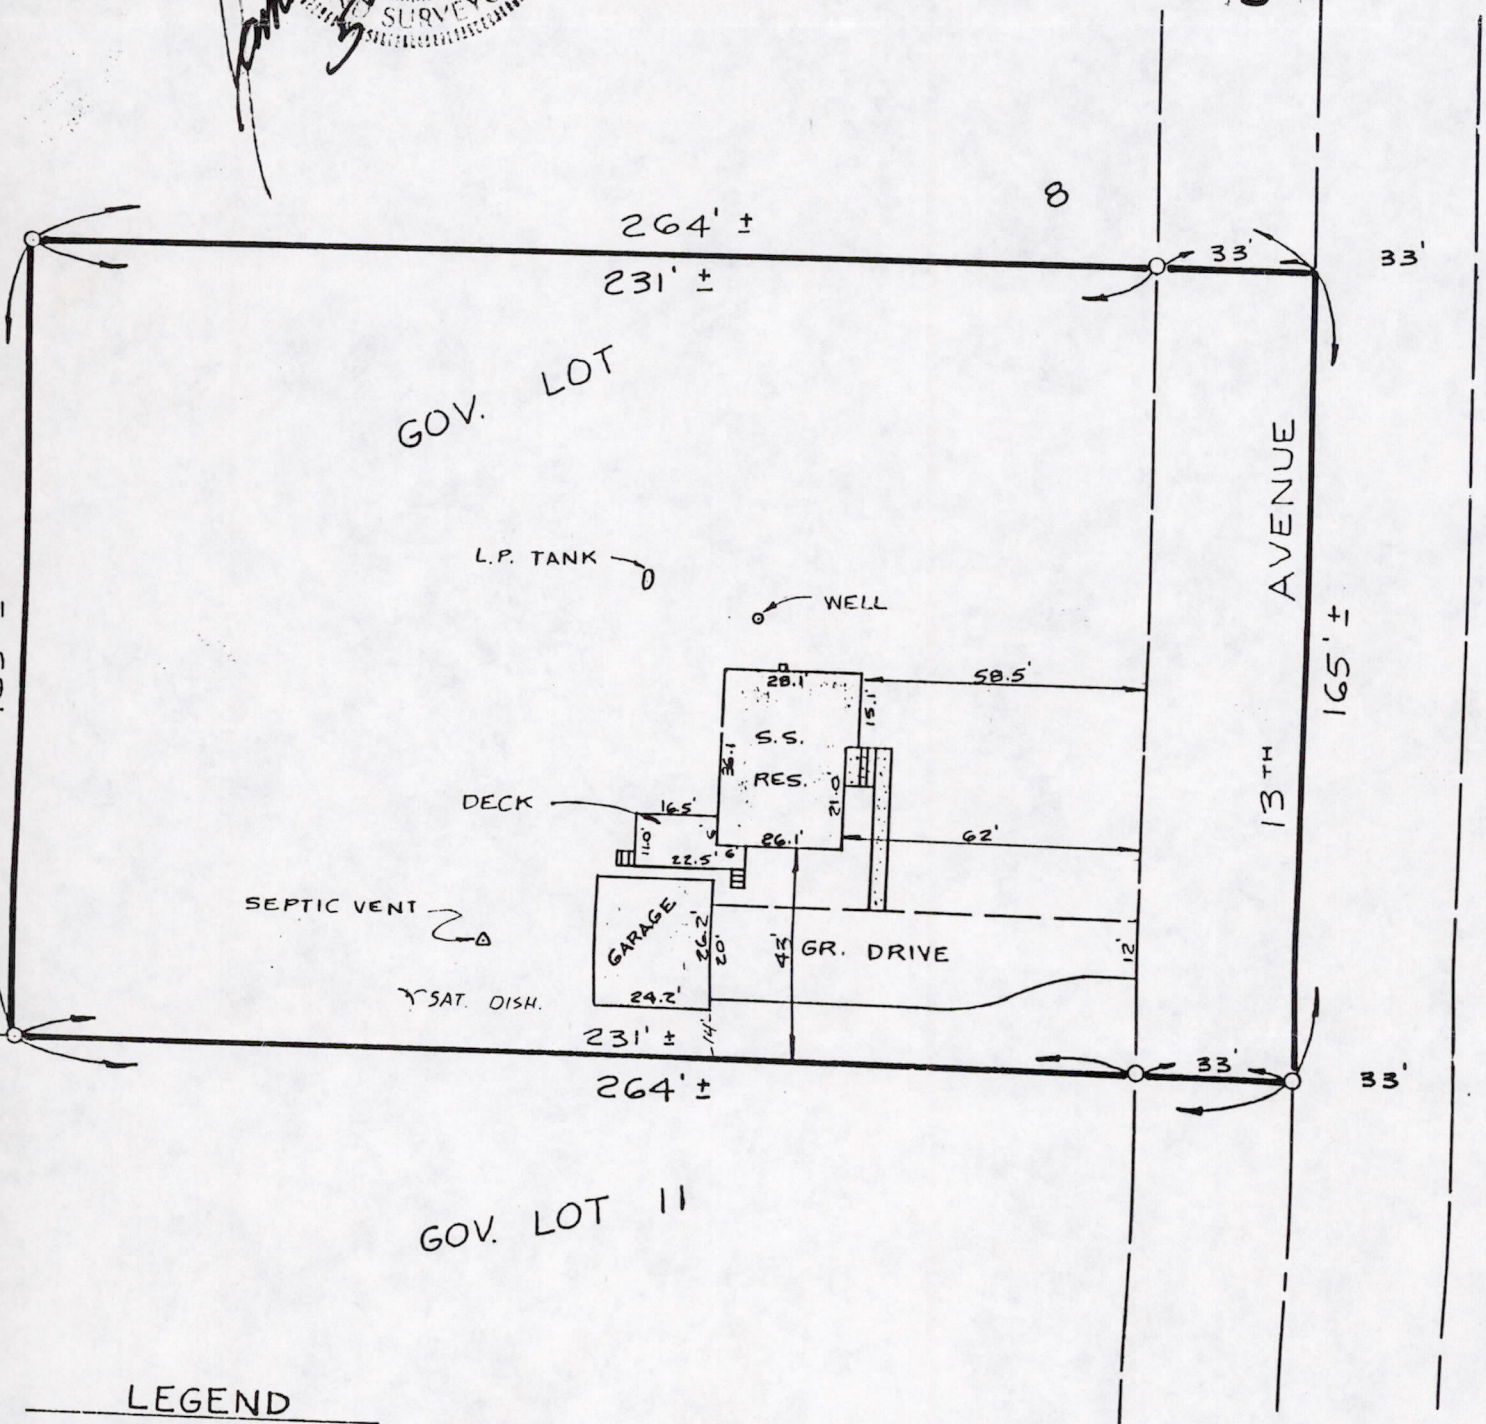 SURVEYO
8
264' ±
33'
33'
231' ±
GOV. LOT
AVENUE
L.P. TANK
WELL
165' ±
58.5'
28.1'
15.1'
S.S.
36.1
RES.
21.0'
13TH
DECK
16.5'
11.0'
5
26.1'
62'
22.5'
6'
SEPTIC VENT
GARAGE
26.2'
20'
43'
GR. DRIVE
12'
SAT. DISH.
24.2'
231' ±
14'
33'
33'
264' ±
GOV. LOT 11
LEGEND